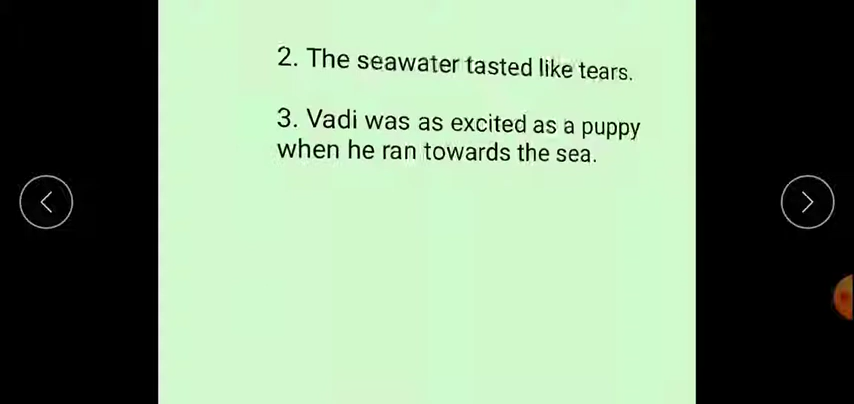 2. The seawater tasted like tears.
3. Vadi was as excited as a puppy
when he ran towards the sea.